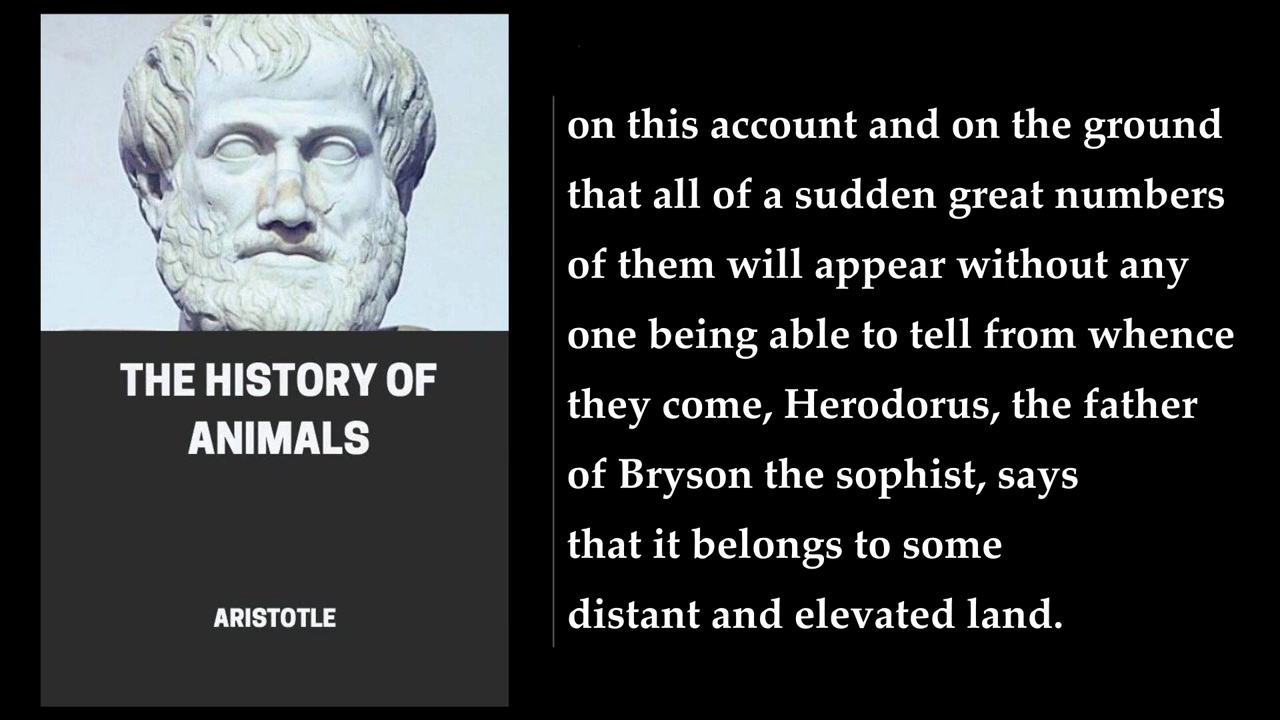 THE HISTORY OF
ANIMALS
ARISTOTLE
on this account and on the ground
that all of a sudden great numbers
of them will appear without any
one being able to tell from whence
they come, Herodorus, the father
of Bryson the sophist, says
that it belongs to some
distant and elevated land.